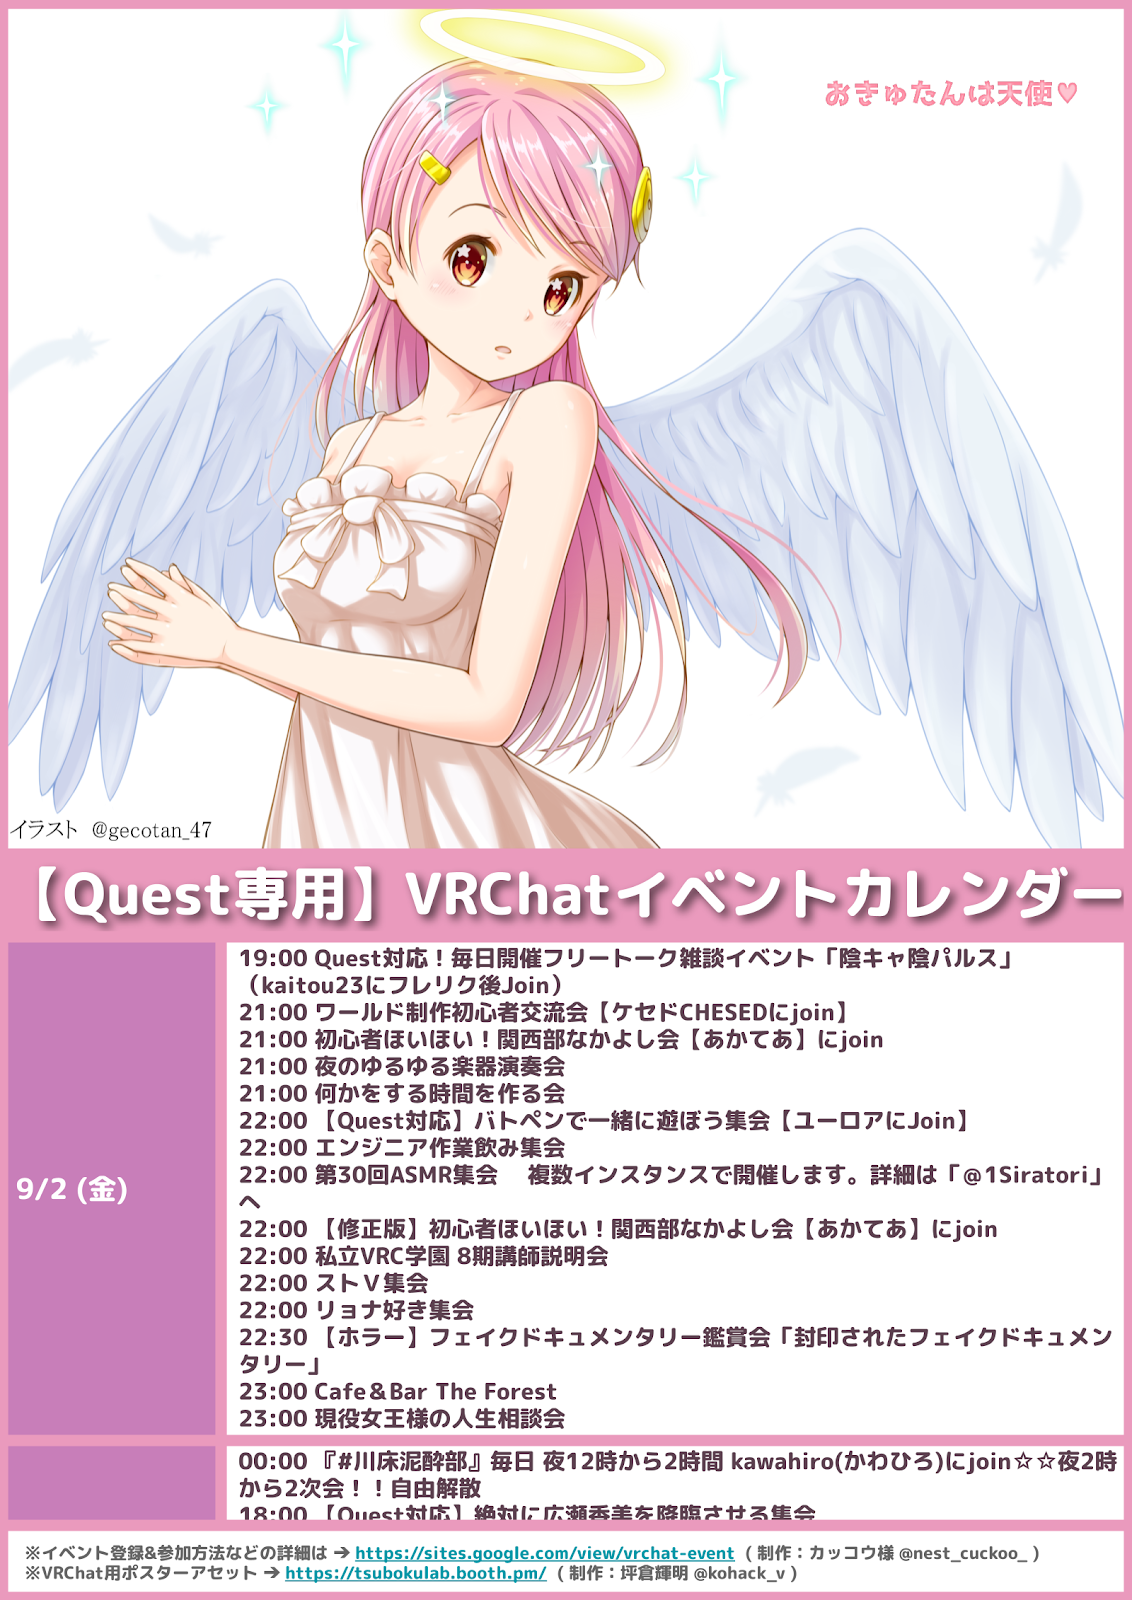 おきゅたんは天使♥
イラスト @gecotan_47
【Quest専用】VRChatイベントカレンダー
9/2 (金)
19:00 Quest対応！毎日開催フリートーク雑談イベント「陰キャ陰パルス」
（kaitou23にフレリク後Join）
21:00 ワールド制作初心者交流会【ケセドCHESEDにjoin】
21:00 初心者ほいほい！関西部なかよし会【あかてあ】にjoin
21:00 夜のゆるゆる楽器演奏会
21:00 何かをする時間を作る会
22:00 【Quest対応】バトペンで一緒に遊ぼう集会【ユーロアにJoin】
22:00 エンジニア作業飲み集会
22:00 第30回ASMR集会　複数インスタンスで開催します。詳細は「@1Siratori」
へ
22:00 【修正版】初心者ほいほい！関西部なかよし会【あかてあ】にjoin
22:00 私立VRC学園 8期講師説明会
22:00 ストＶ集会
22:00 リョナ好き集会
22:30 【ホラー】フェイクドキュメンタリー鑑賞会「封印されたフェイクドキュメン
タリー」
23:00 Cafe＆Bar The Forest
23:00 現役女王様の人生相談会
00:00 『#川床泥酔部』毎日 夜12時から2時間 kawahiro(かわひろ)にjoin☆☆夜2時
から2次会！！自由解散
18:00 【Quest対応】絶対に広瀬香美を降臨させる集会
※イベント登録&参加方法などの詳細は ➔ https://sites.google.com/view/vrchat-event ( 制作：カッコウ様 @nest_cuckoo_ )
※VRChat用ポスターアセット ➔ https://tsubokulab.booth.pm/ ( 制作：坪倉輝明 @kohack_v )